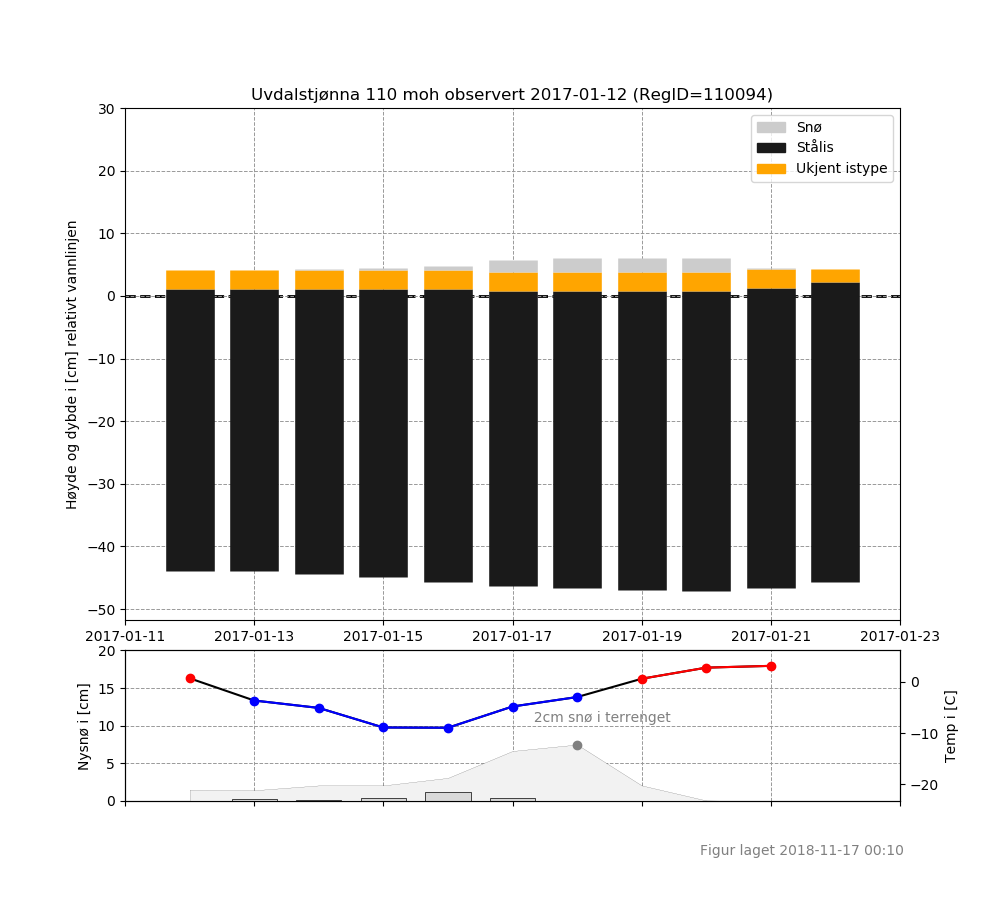 Uvdalstjønna 110 moh observert 2017-01-12 (RegID=110094)
30
20
10
0
−10
−20
−30
−40
−50
Høyde og dybde i [cm] relativt vannlinjen
Snø
Stålis
Ukjent istype
2017-01-11 2017-01-13 2017-01-15 2017-01-17 2017-01-19 2017-01-21 2017-01-23
20
15
10
5
0
Nysnø i [cm]
2cm snø i terrenget
0
−10
−20
Temp i [C]
Figur laget 2018-11-17 00:10